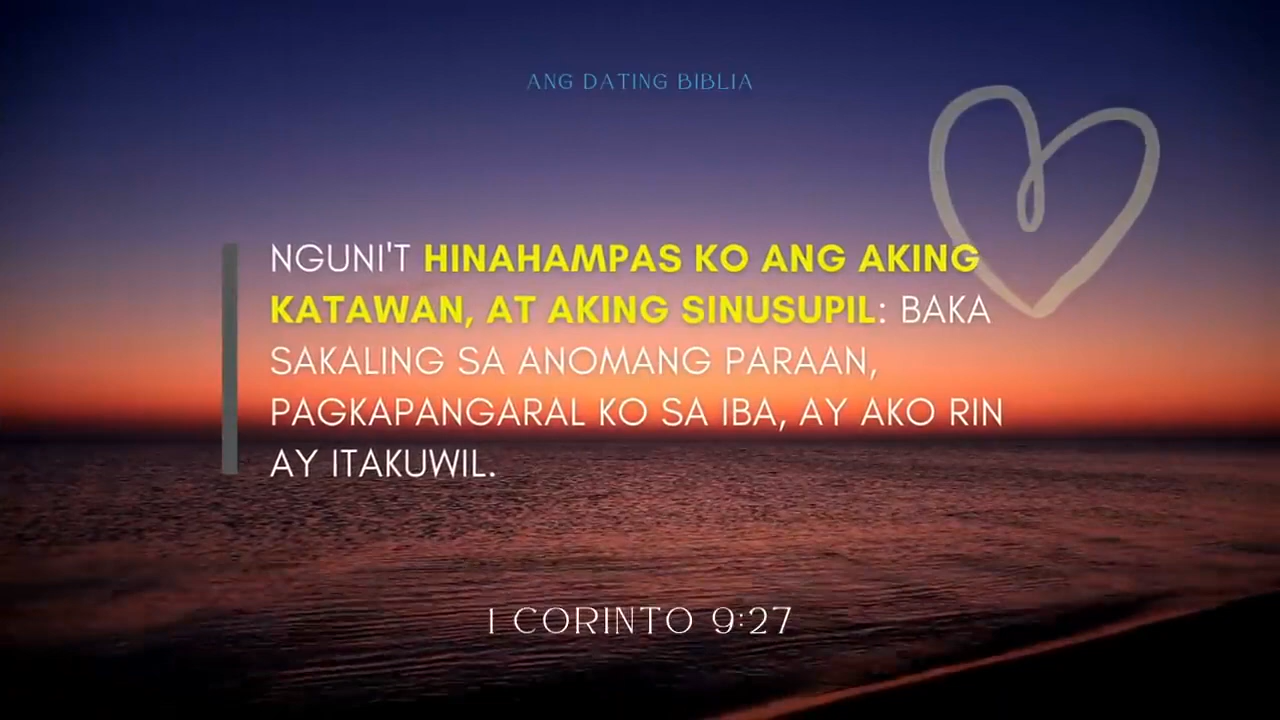 ANG DATING BIBLIA
NGUNI'T HINAHAMPAS KO ANG AKING
KATAWAN, AT AKING SINUSUPIL: BAKA
SAKALING SA ANOMANG PARAAN,
PAGKAPANGARAL KO SA IBA, AY AKO RIN
AY ITAKUWIL.
I CORINTO 9:27